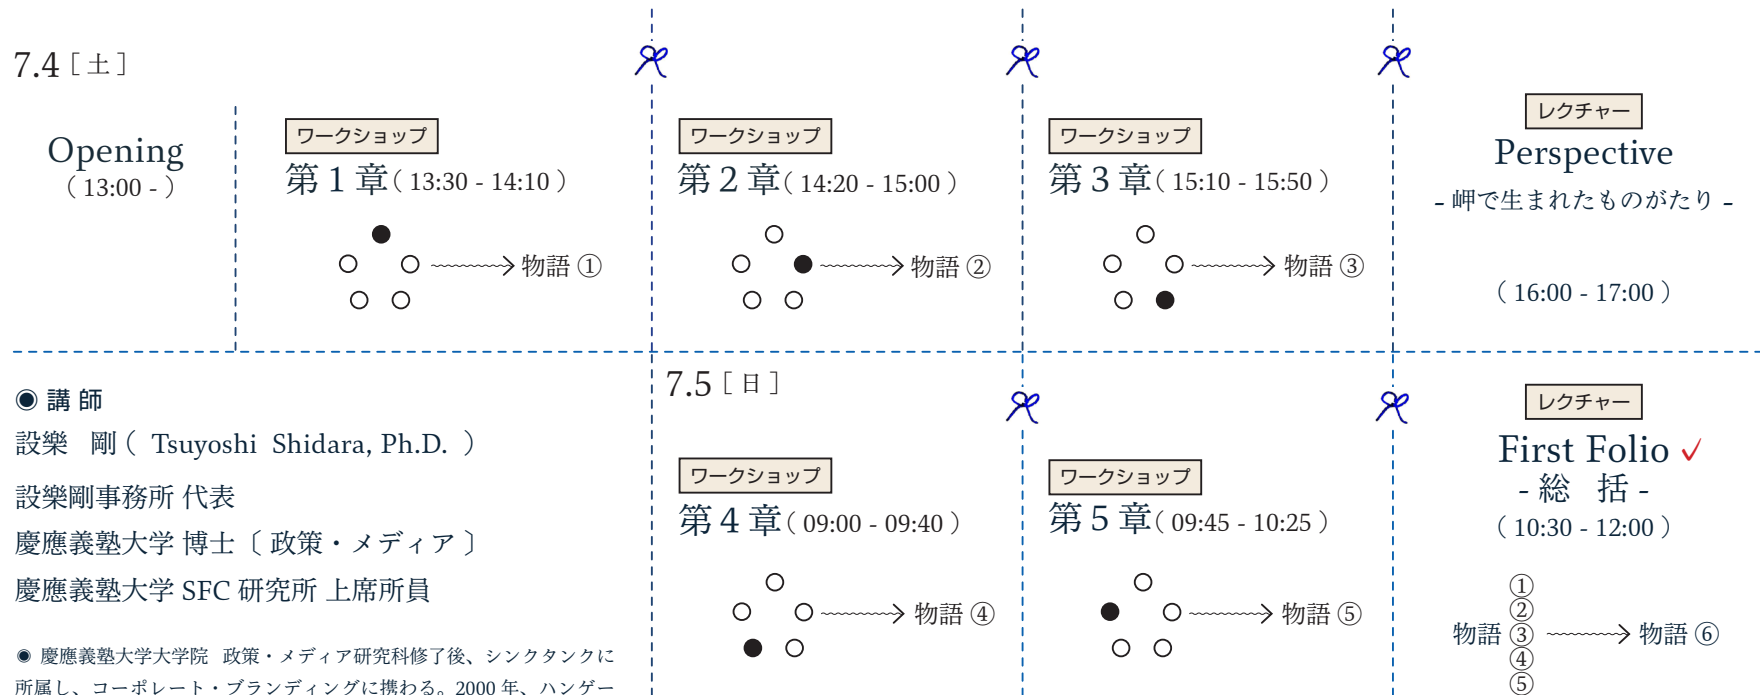 7.4［土］
Opening
（ 13:00 - ）
ワークショップ
第 1 章（ 13:30 - 14:10 ）
物語 ①
ワークショップ
第 2 章（ 14:20 - 15:00 ）
物語 ②
ワークショップ
第 3 章（ 15:10 - 15:50 ）
物語 ③
レクチャー
Perspective
- 岬で生まれたものがたり -
（ 16:00 - 17:00 ）
◉ 講 師
設樂　剛（ Tsuyoshi Shidara, Ph.D. ）
設樂剛事務所 代表
慶應義塾大学 博士〔 政策・メディア 〕
慶應義塾大学 SFC 研究所 上席所員
◉ 慶應義塾大学大学院　政策・メディア研究科修了後、シンクタンクに
所属し、コーポレート・ブランディングに携わる。2000 年、ハンゲー
7.5［日］
ワークショップ
第 4 章（ 09:00 - 09:40 ）
物語 ④
ワークショップ
第 5 章（ 09:45 - 10:25 ）
物語 ⑤
レクチャー
First Folio ✓
- 総　括 -
（ 10:30 - 12:00 ）
①
②
物語 ③ 物語 ⑥
④
⑤